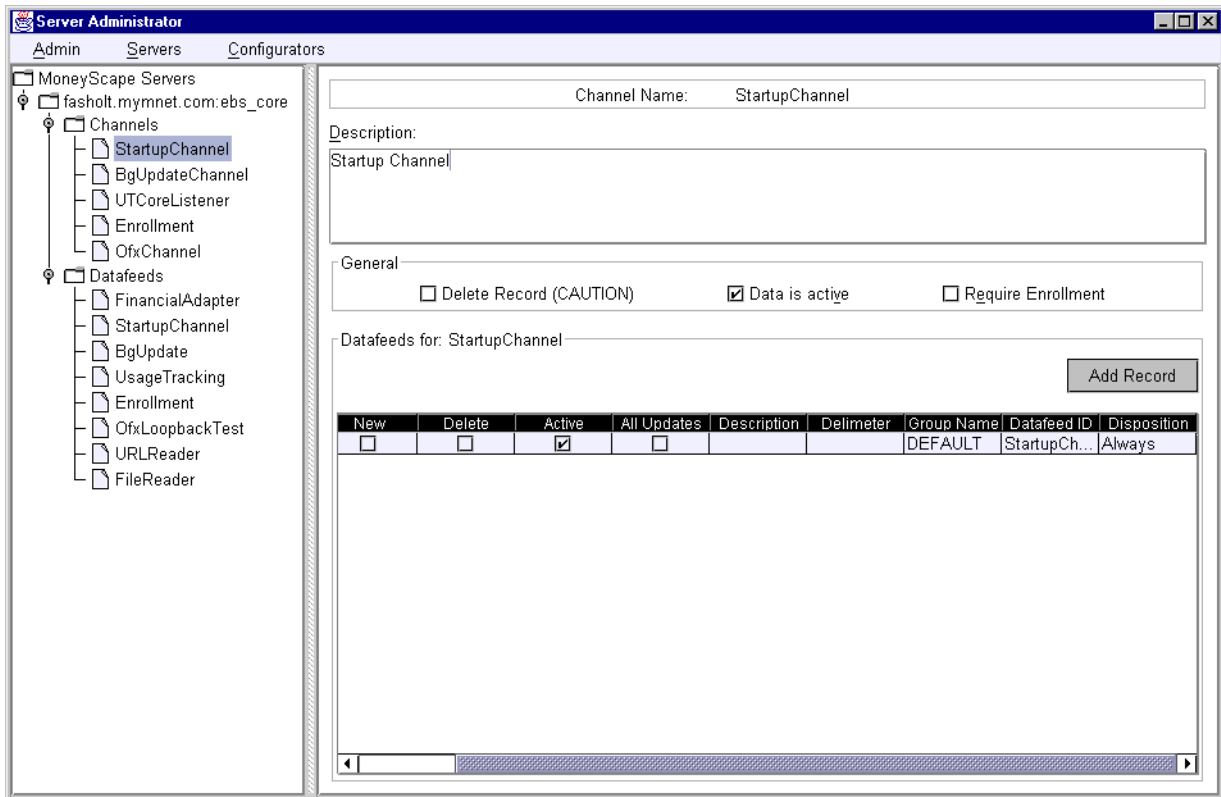 Server Administrator
Admin Servers Configurators
MoneyScape Servers
fasholt.mymnet.com:ebs_core
Channels
StartupChannel
BgUpdateChannel
UTCoreListener
Enrollment
OfxChannel
Datafeeds
FinancialAdapter
StartupChannel
BgUpdate
UsageTracking
Enrollment
OfxLoopbackTest
URLReader
FileReader
Channel Name: StartupChannel
Description:
Startup Channel
General
Delete Record (CAUTION) Data is active Require Enrollment
Datafeeds for: StartupChannel
Add Record
New Delete Active All Updates Description Delimeter Group Name Datafeed ID Disposition
DEFAULT StartupCh... Always